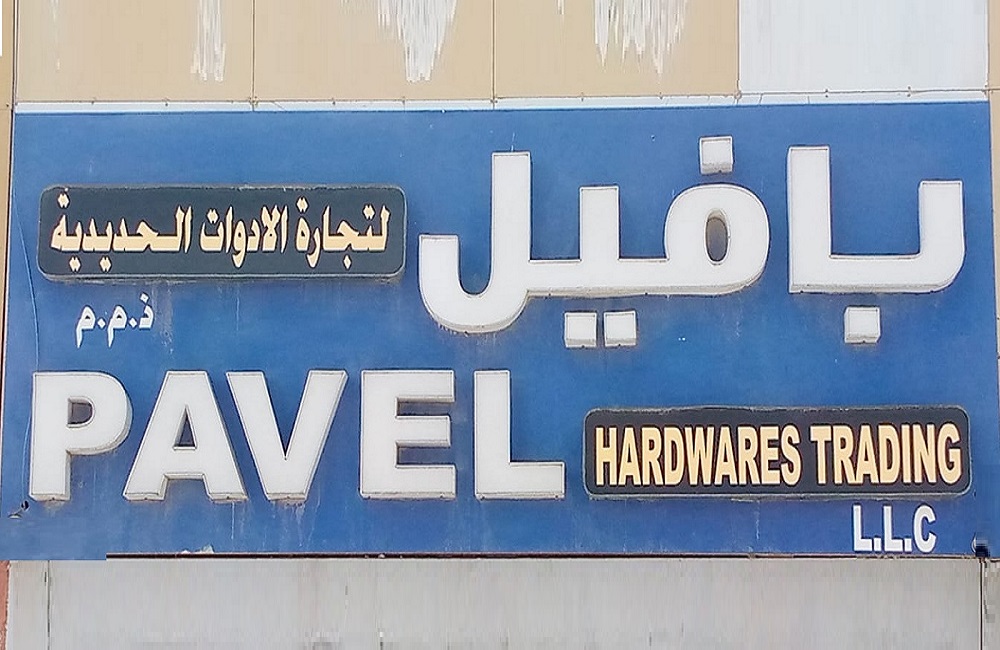 بافيل
لتجارة الادوات الحديدية
ذ.م.م
PAVEL
HARDWARES TRADING
L.L.C